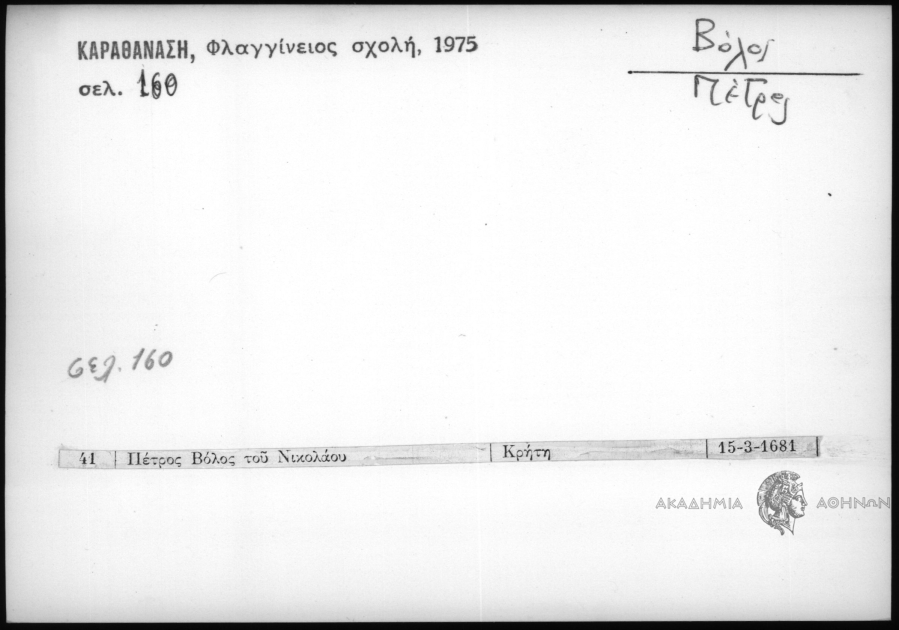 ΚΑΡΑΘΑΝΑΣΗ, Φλαγγίνειος σχολή, 1975
σελ. 160
Βόλος
Πέτρος
σελ. 160
41 | Πέτρος Βόλος τοῦ Νικολάου | Κρήτη | 15-3-1681 |
ΑΚΑΔΗΜΙΑ ΑΘΗΝΩΝ